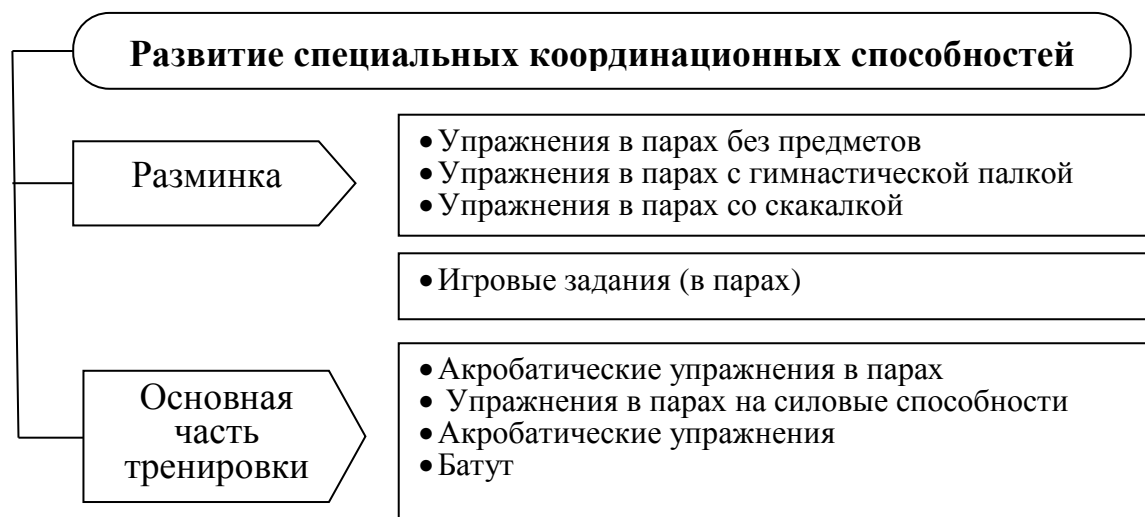 Развитие специальных координационных способностей
Разминка
• Упражнения в парах без предметов
• Упражнения в парах с гимнастической палкой
• Упражнения в парах со скакалкой
• Игровые задания (в парах)
Основная
часть
тренировки
• Акробатические упражнения в парах
• Упражнения в парах на силовые способности
• Акробатические упражнения
• Батут